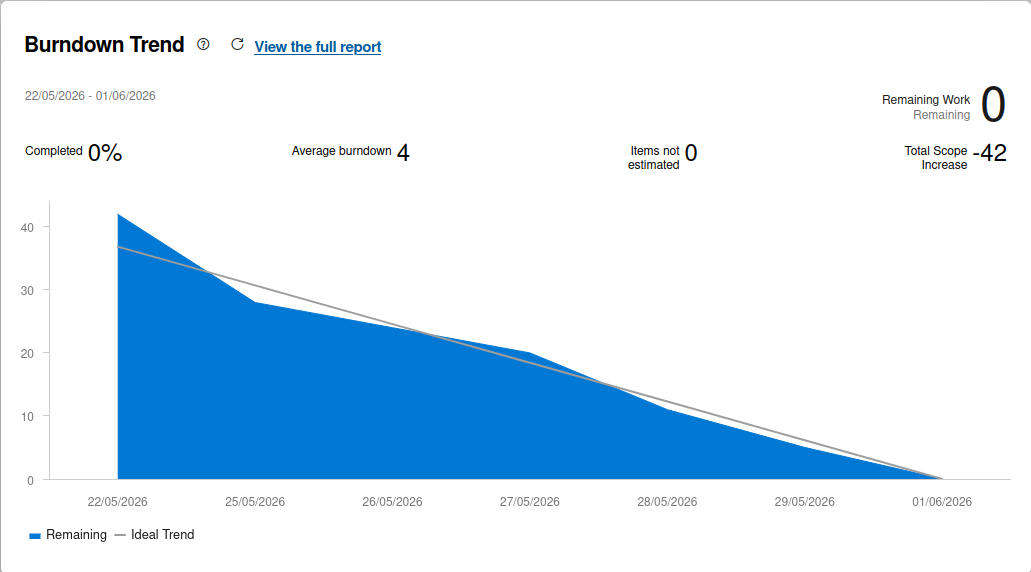 Burndown Trend
View the full report
22/05/2026 - 01/06/2026
Remaining Work
Remaining
0
Completed 0%
Average burndown 4
Items not
estimated
0
Total Scope
Increase
-42
40
30
20
10
0
22/05/2026 25/05/2026 26/05/2026 27/05/2026 28/05/2026 29/05/2026 01/06/2026
Remaining Ideal Trend